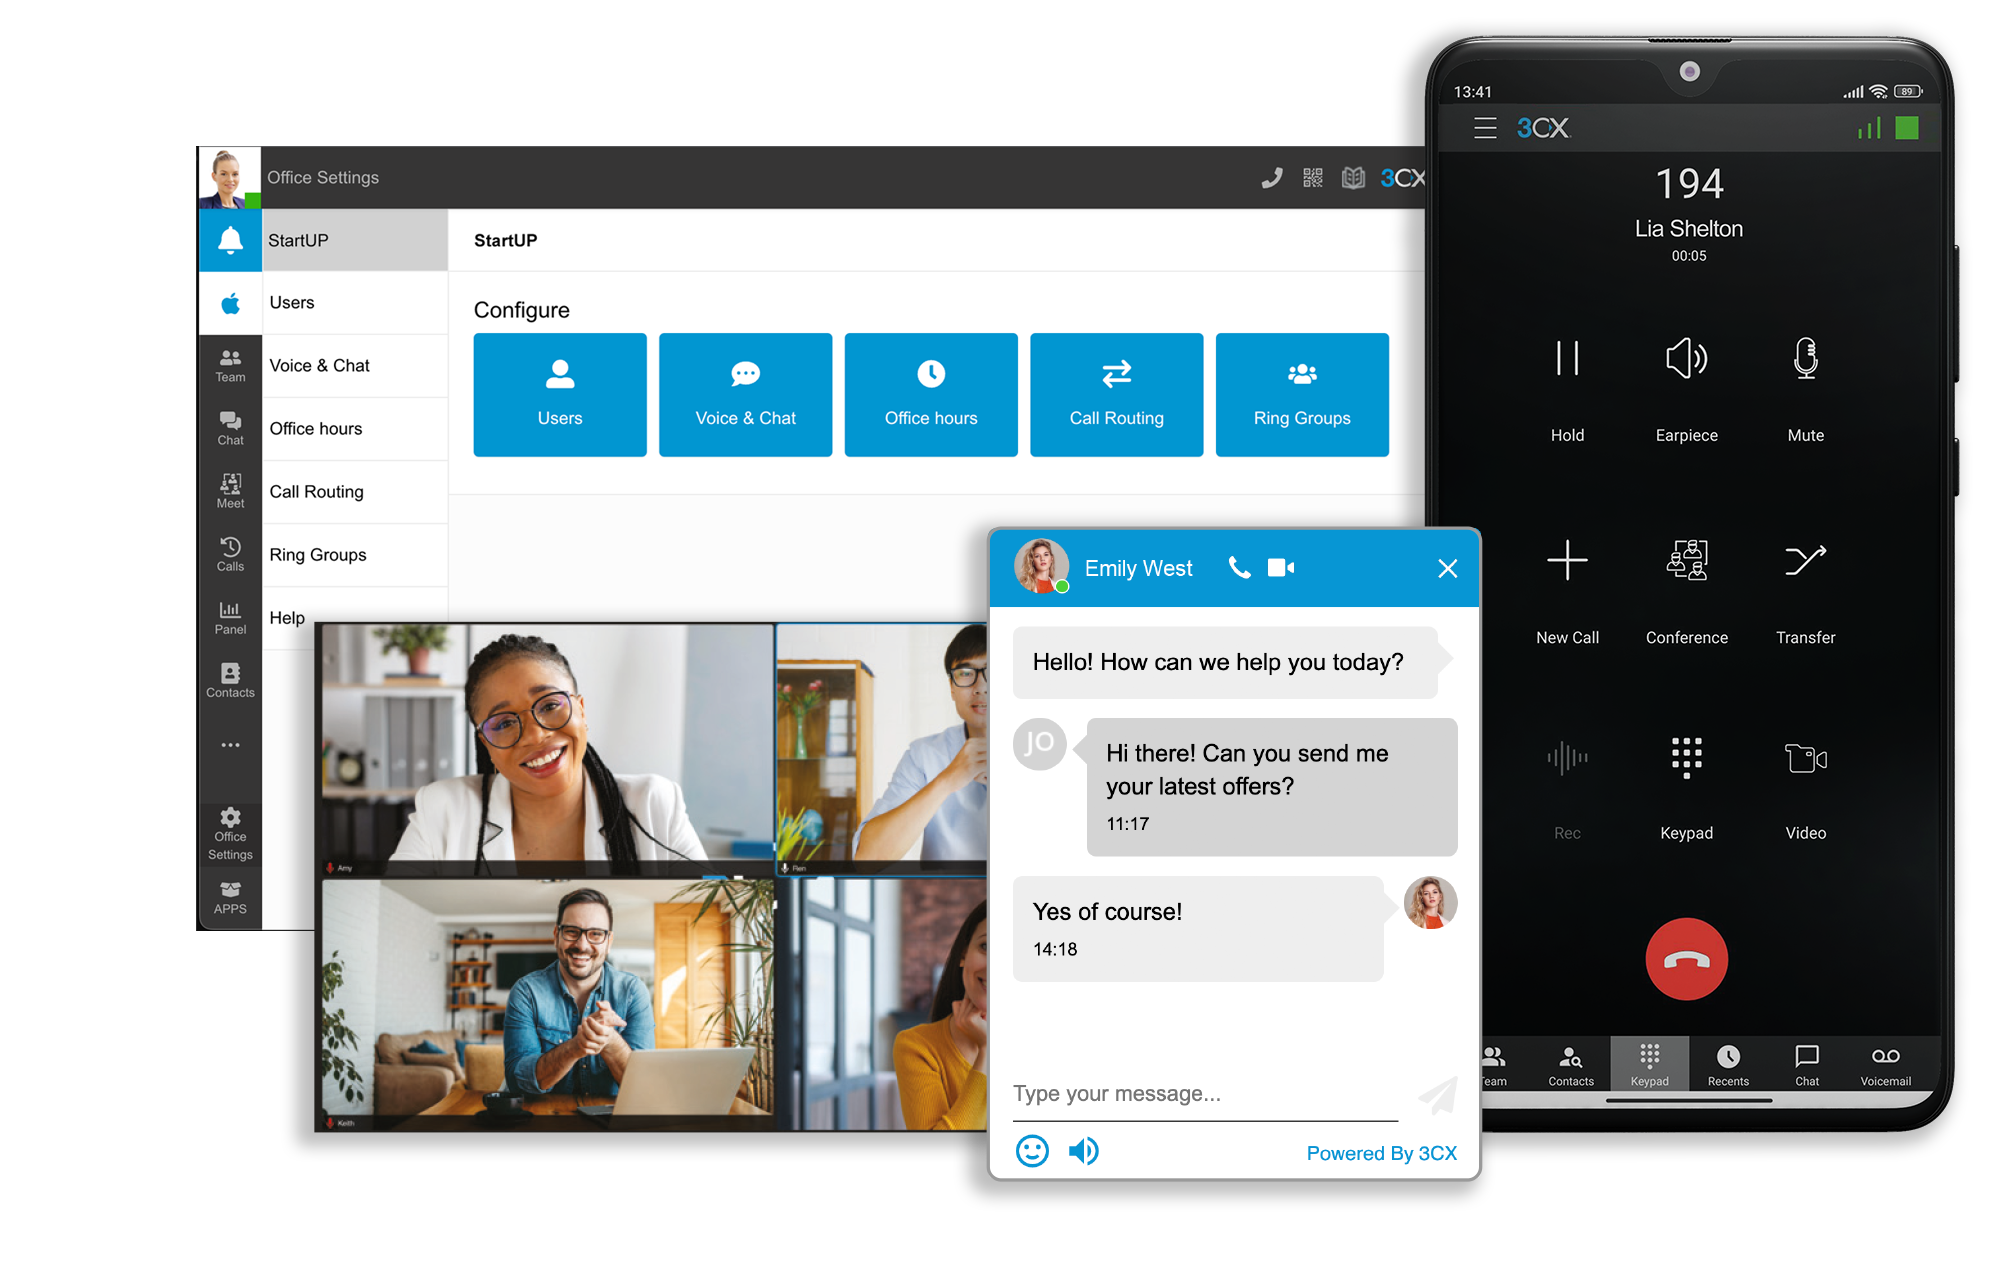 Office Settings
3CX
StartUP
Users
Voice & Chat
Office hours
Call Routing
Ring Groups
Help
Team
Chat
Meet
Calls
Panel
Contacts
Office
Settings
APPS
StartUP
Configure
Users
Voice & Chat
Office hours
Call Routing
Ring Groups
Amy
Ren
Keith
Emily West
Hello! How can we help you today?
JO
Hi there! Can you send me
your latest offers?
11:17
Yes of course!
14:18
Type your message...
Powered By 3CX
13:41
89
3CX
194
Lia Shelton
00:05
Hold
Earpiece
Mute
New Call
Conference
Transfer
Rec
Keypad
Video
eam
Contacts
Keypad
Recents
Chat
Voicemail